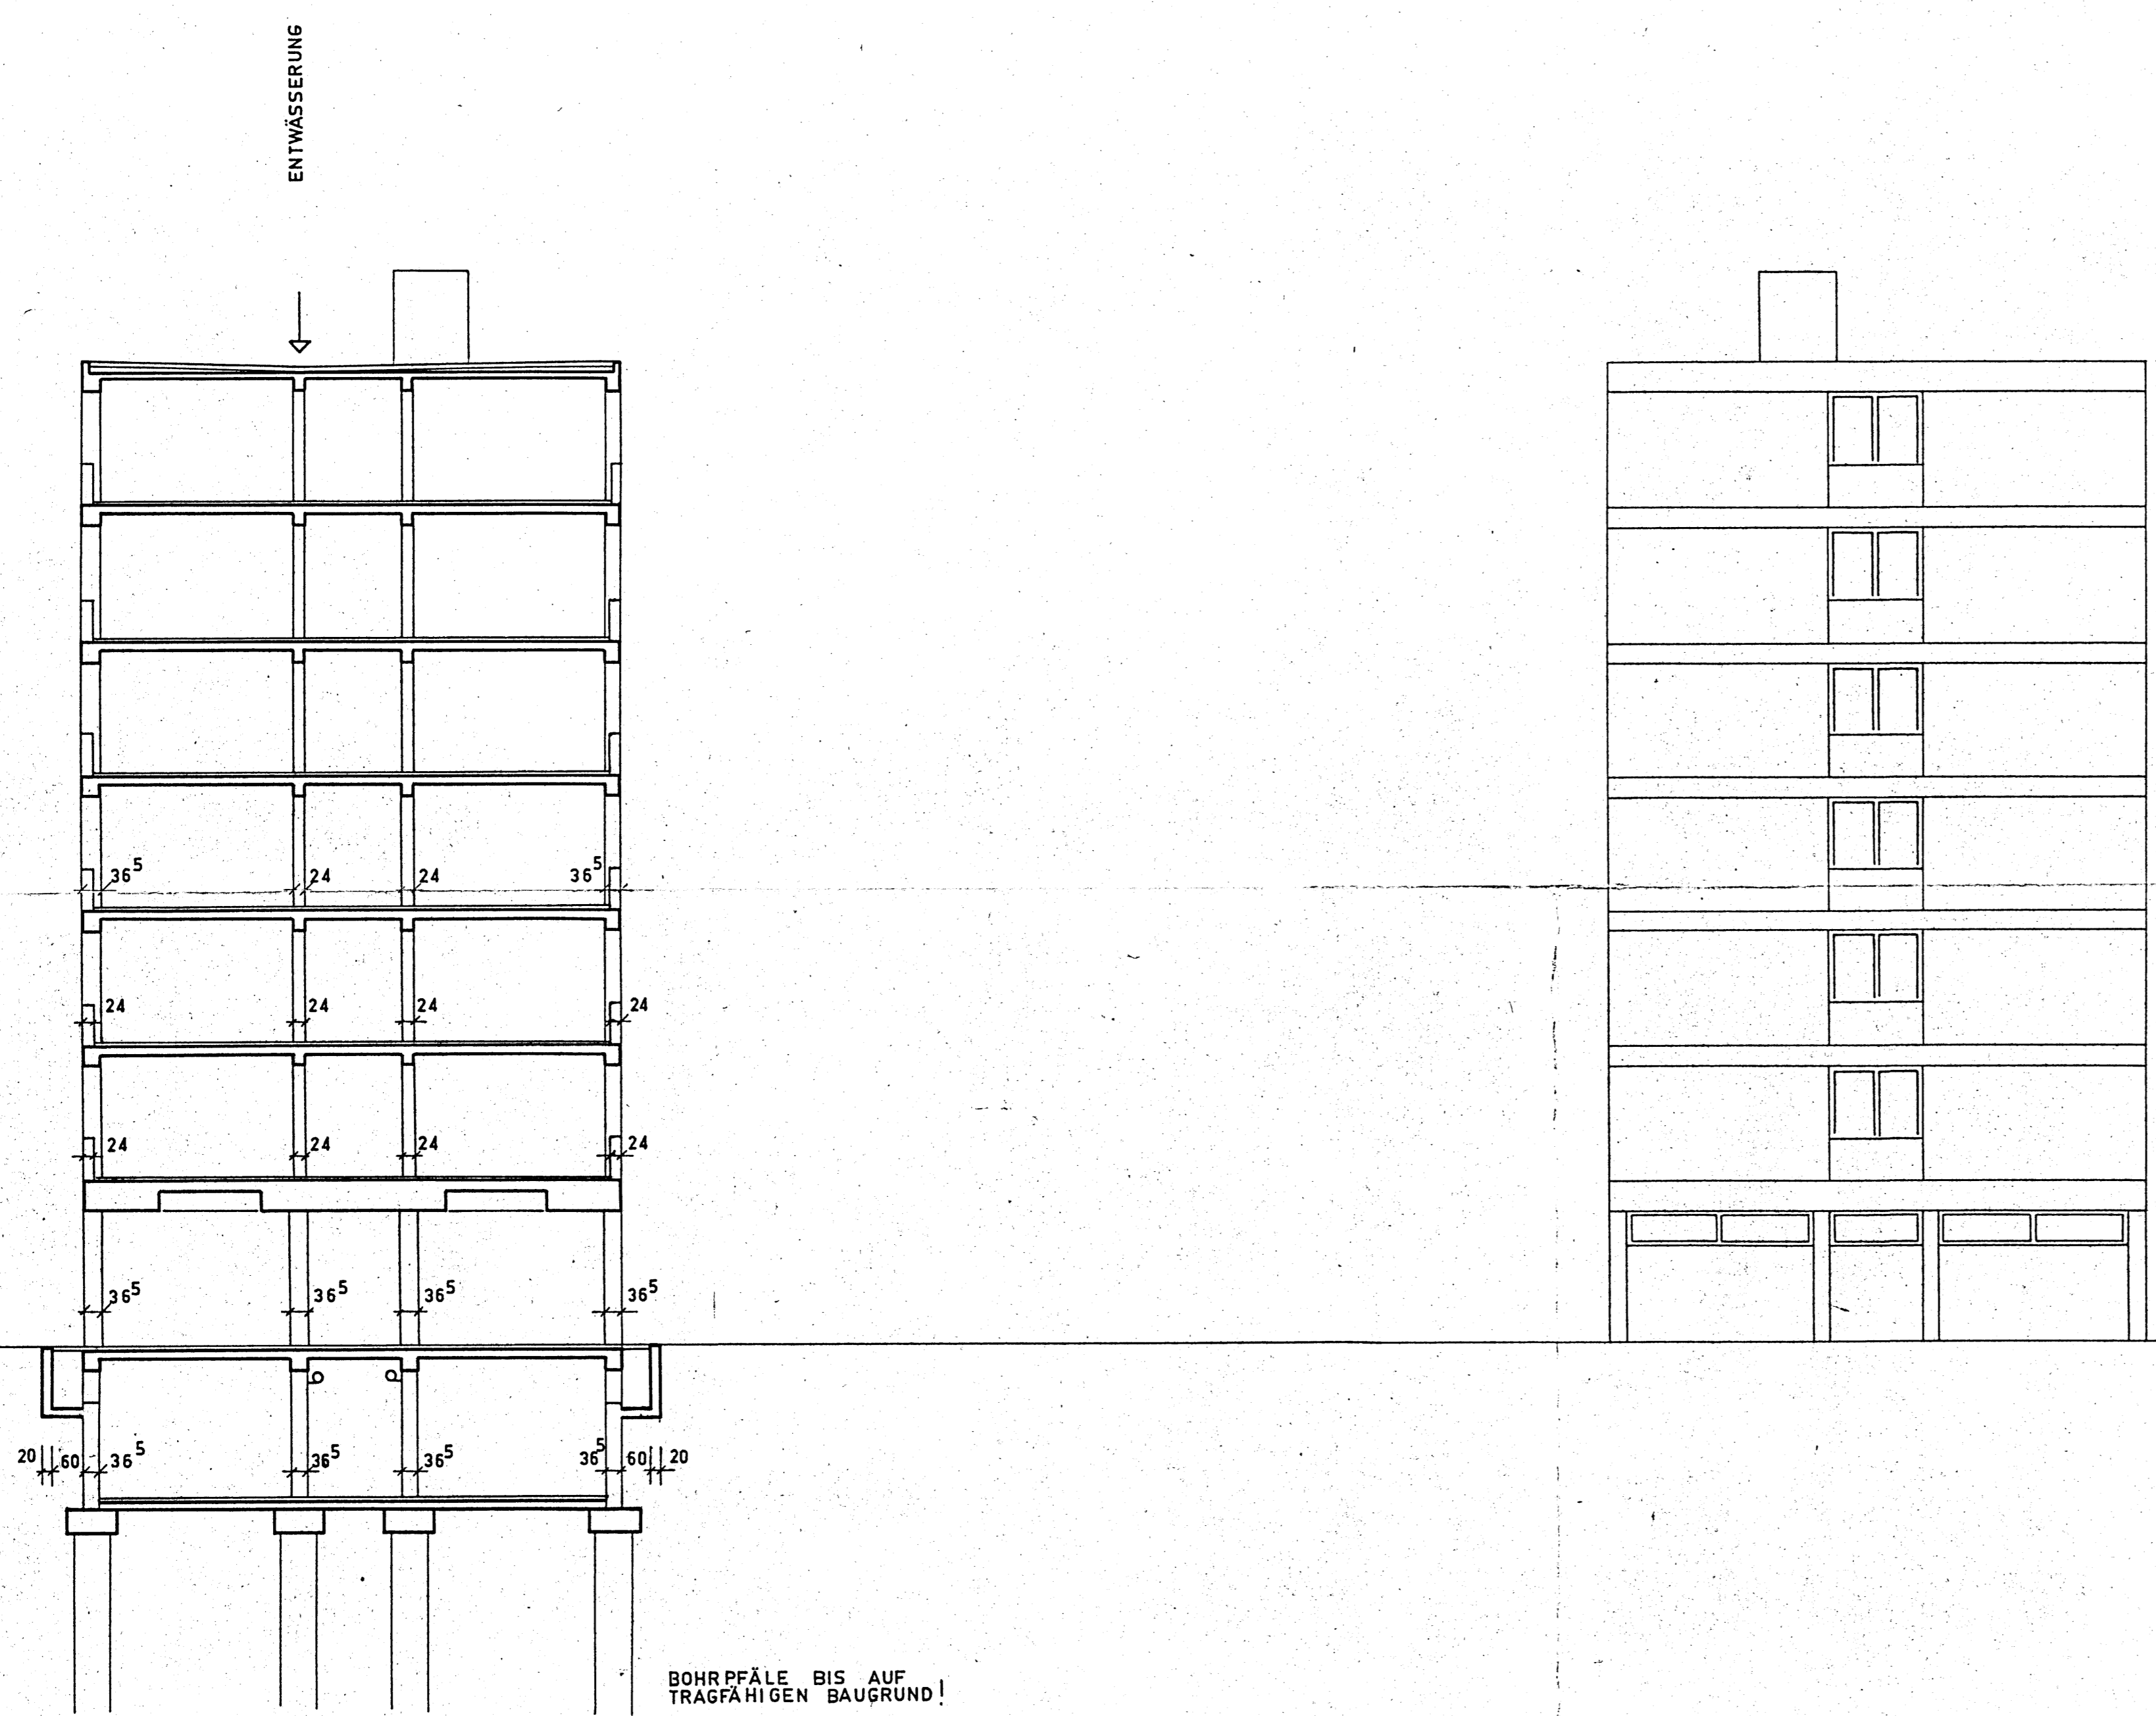 ENTWÄSSERUNG
36⁵ 24 24 36⁵
24 24 24 24
24 24 24 24
36⁵ 36⁵ 36⁵ 36⁵
20 60 36⁵ 36⁵ 36⁵ 36⁵ 60 20
BOHRPFÄLE BIS AUF
TRAGFÄHIGEN BAUGRUND!